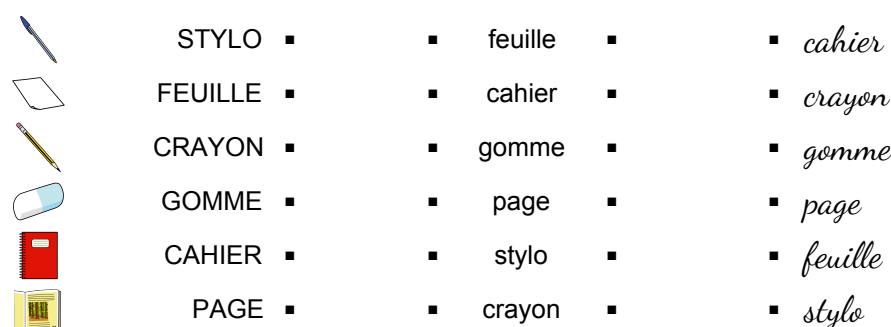 STYLO ▪ ▪ feuille ▪ ▪ cahier
FEUILLE ▪ ▪ cahier ▪ ▪ crayon
CRAYON ▪ ▪ gomme ▪ ▪ gomme
GOMME ▪ ▪ page ▪ ▪ page
CAHIER ▪ ▪ stylo ▪ ▪ feuille
PAGE ▪ ▪ crayon ▪ ▪ stylo